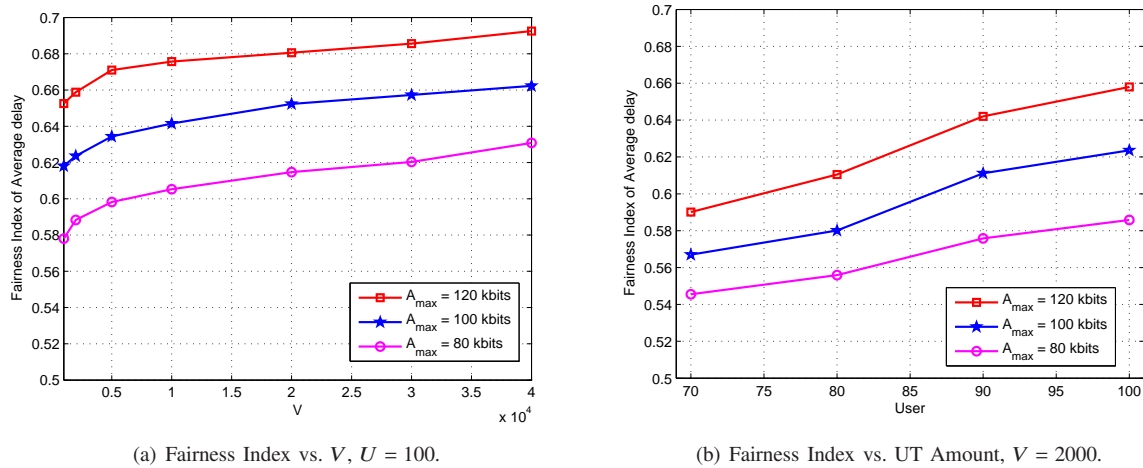 0.7
0.68
0.66
0.64
0.62
0.6
0.58
0.56
0.54
0.52
0.5
Fairness Index of Average delay
A_max = 120 kbits
A_max = 100 kbits
A_max = 80 kbits
0.5 1 1.5 2 2.5 3 3.5 4
V
x 10^4
(a) Fairness Index vs. V, U = 100.
0.7
0.68
0.66
0.64
0.62
0.6
0.58
0.56
0.54
0.52
0.5
Fairness Index of Average delay
A_max = 120 kbits
A_max = 100 kbits
A_max = 80 kbits
70 75 80 85 90 95 100
User
(b) Fairness Index vs. UT Amount, V = 2000.